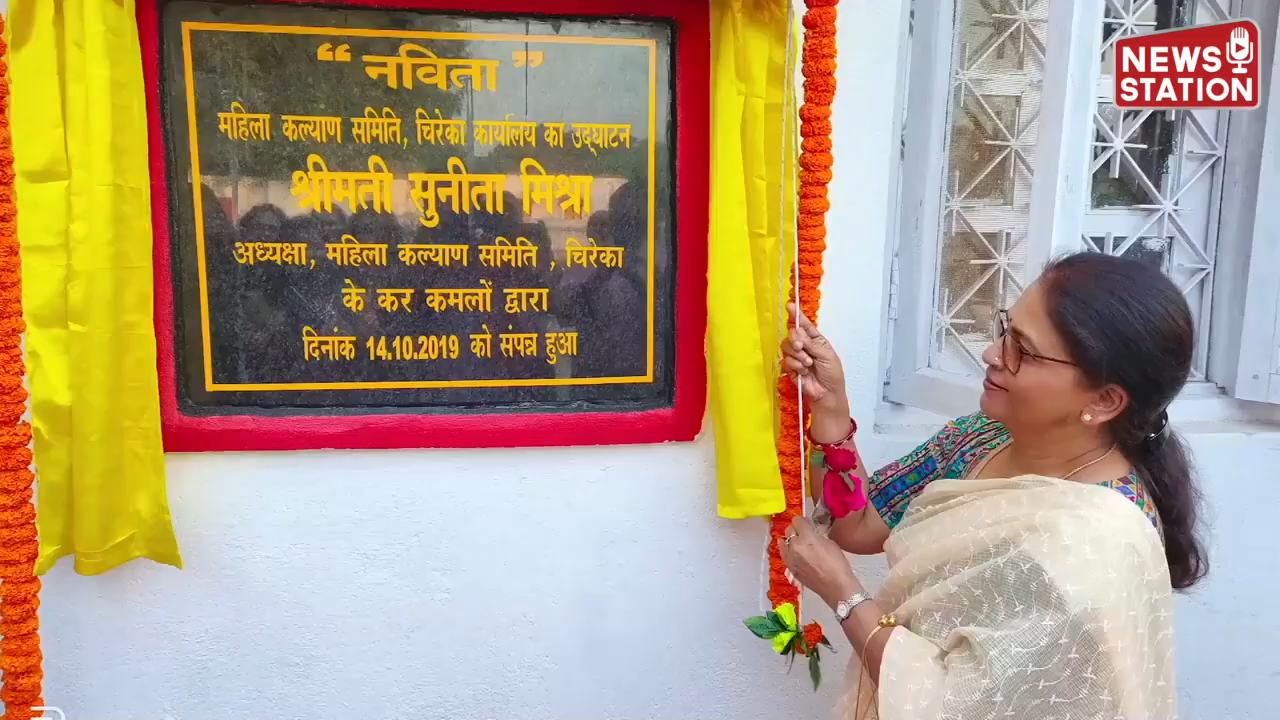 “ नविता ”
महिला कल्याण समिति, चिरेका कार्यालय का उद्घाटन
श्रीमती सुनीता मिश्रा
अध्यक्षा, महिला कल्याण समिति , चिरेका
के कर कमलों द्वारा
दिनांक 14.10.2019 को संपन्न हुआ
NEWS
STATION